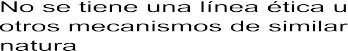 No se tiene una línea ética u
otros mecanismos de similar
natura